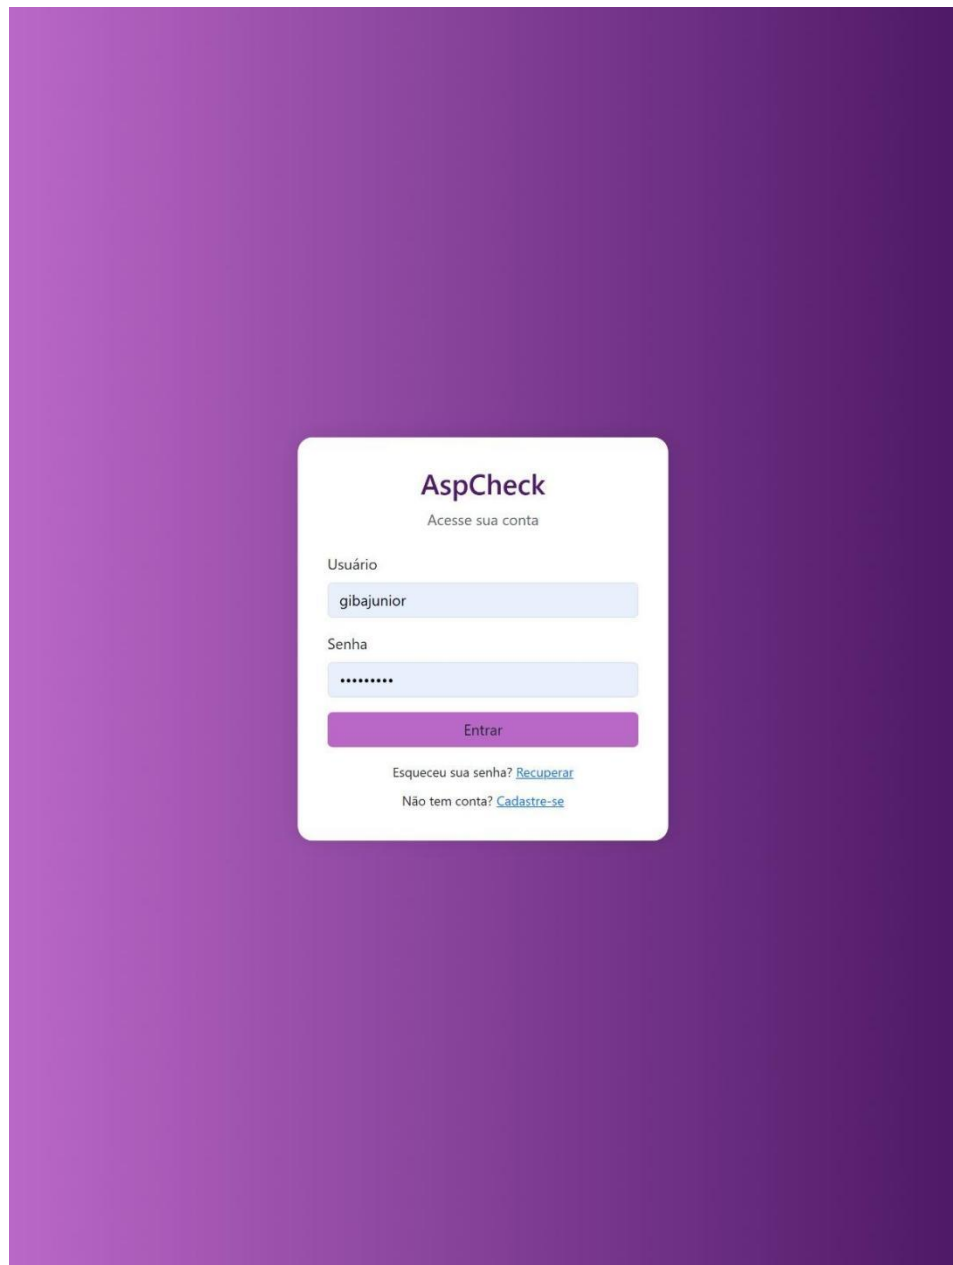 AspCheck
Acesse sua conta
Usuário
gibajunior
Senha
•••••••••
Entrar
Esqueceu sua senha? Recuperar
Não tem conta? Cadastre-se